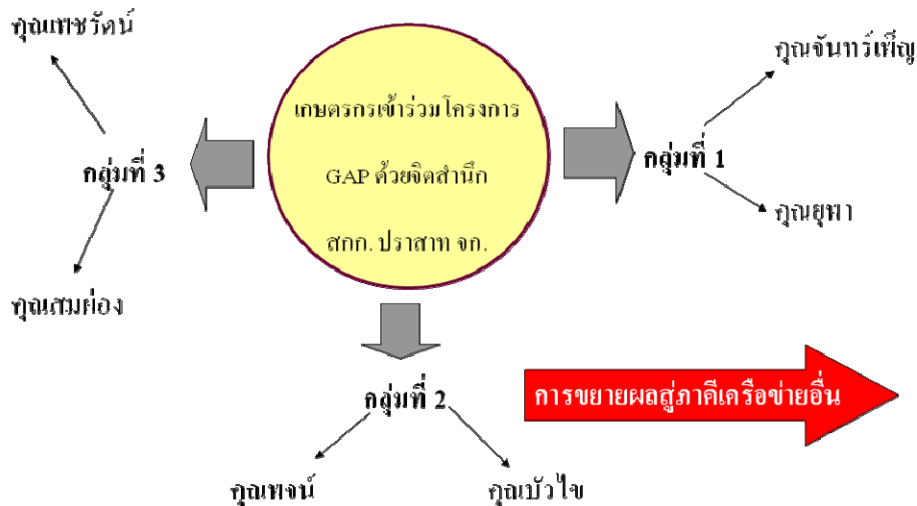 คุณเพชรัตน์
คุณจันทร์เพ็ญ
เกษตรกรเข้าร่วมโครงการ
GAP ด้วยจิตสำนึก
สกก. ปราสาท จก.
กลุ่มที่ 3
กลุ่มที่ 1
คุณยุพา
คุณสมผ่อง
กลุ่มที่ 2
การขยายผลสู่ภาคีเครือข่ายอื่น
คุณพจน์
คุณบัวไข